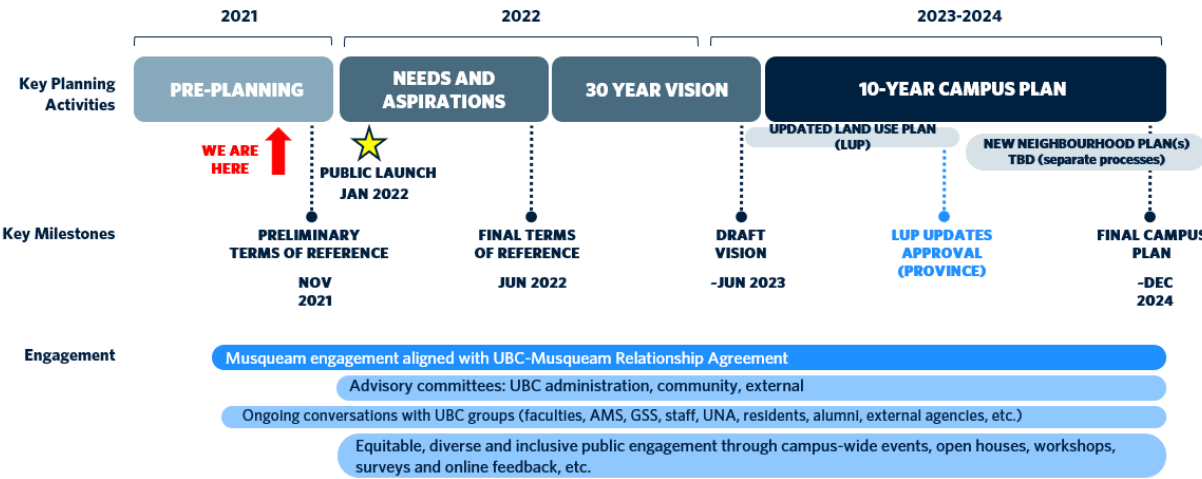 2021
2022
2023-2024
Key Planning
Activities
PRE-PLANNING
NEEDS AND
ASPIRATIONS
30 YEAR VISION
10-YEAR CAMPUS PLAN
WE ARE
HERE
PUBLIC LAUNCH
JAN 2022
UPDATED LAND USE PLAN
(LUP)
NEW NEIGHBOURHOOD PLAN(S)
TBD (separate processes)
Key Milestones
PRELIMINARY
TERMS OF REFERENCE
NOV
2021
FINAL TERMS
OF REFERENCE
JUN 2022
DRAFT
VISION
~JUN 2023
LUP UPDATES
APPROVAL
(PROVINCE)
FINAL CAMPUS
PLAN
~DEC
2024
Engagement
Musqueam engagement aligned with UBC-Musqueam Relationship Agreement
Advisory committees: UBC administration, community, external
Ongoing conversations with UBC groups (faculties, AMS, GSS, staff, UNA, residents, alumni, external agencies, etc.)
Equitable, diverse and inclusive public engagement through campus-wide events, open houses, workshops,
surveys and online feedback, etc.